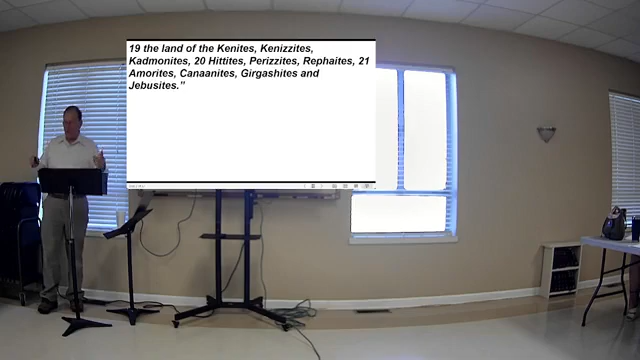 19 the land of the Kenites, Kenizzites,
Kadmonites, 20 Hittites, Perizzites, Rephaites, 21
Amorites, Canaanites, Girgashites and
Jebusites.”